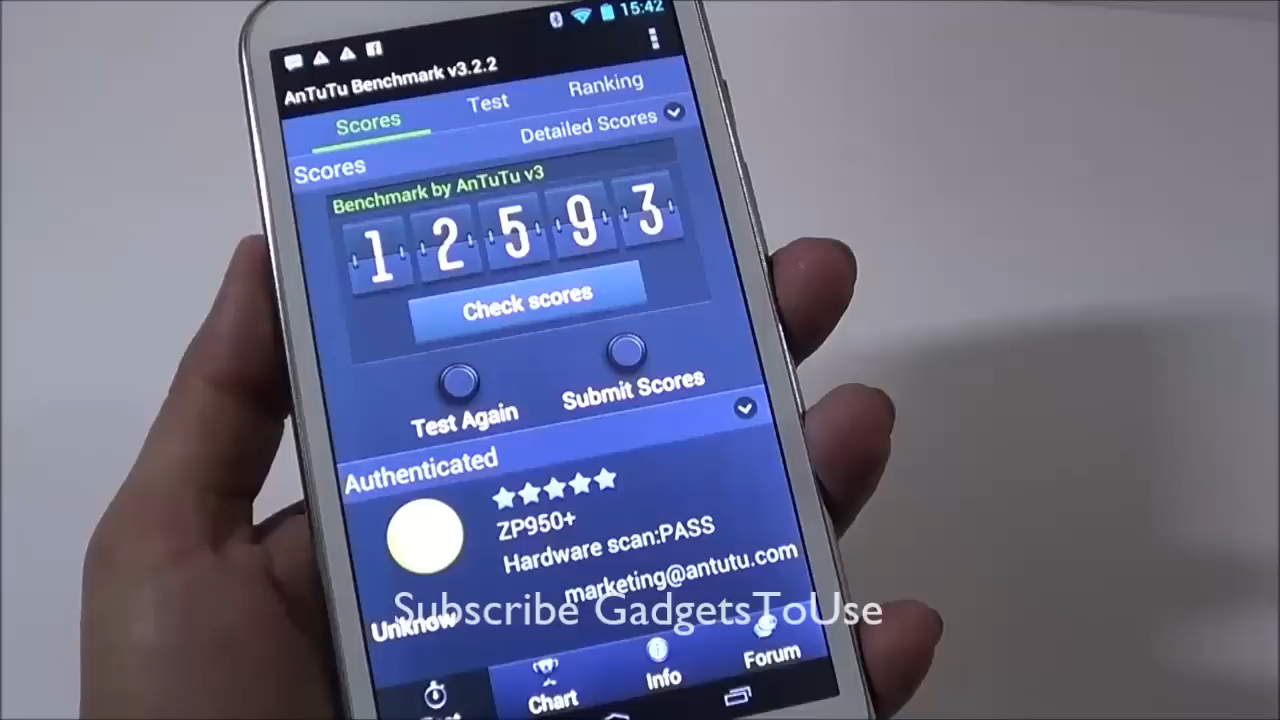 15:42
AnTuTu Benchmark v3.2.2
Scores Test Ranking
Detailed Scores
Scores
Benchmark by AnTuTu v3
12593
Check scores
Test Again Submit Scores
Authenticated
ZP950+
Hardware scan:PASS
marketing@antutu.com
Subscribe GadgetsToUse
Chart Info Forum